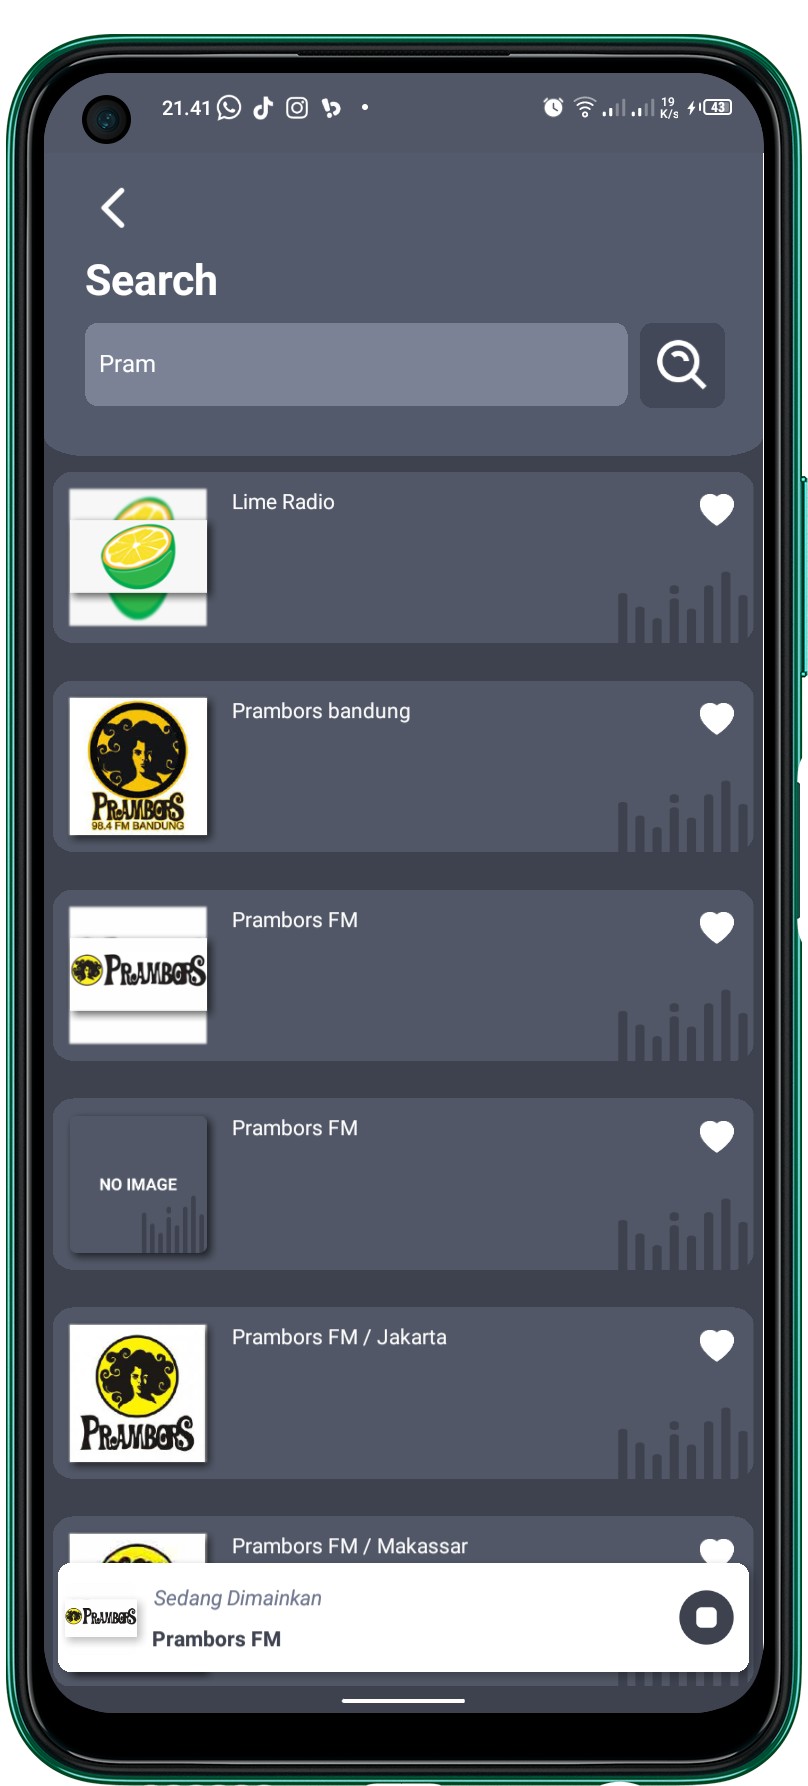 21.41
19
K/s
43
Search
Pram
Lime Radio
Prambors bandung
PRAMBORS
98.4 FM BANDUNG
Prambors FM
PRAMBORS
Prambors FM
NO IMAGE
Prambors FM / Jakarta
PRAMBORS
Prambors FM / Makassar
Sedang Dimainkan
PRAMBORS
Prambors FM